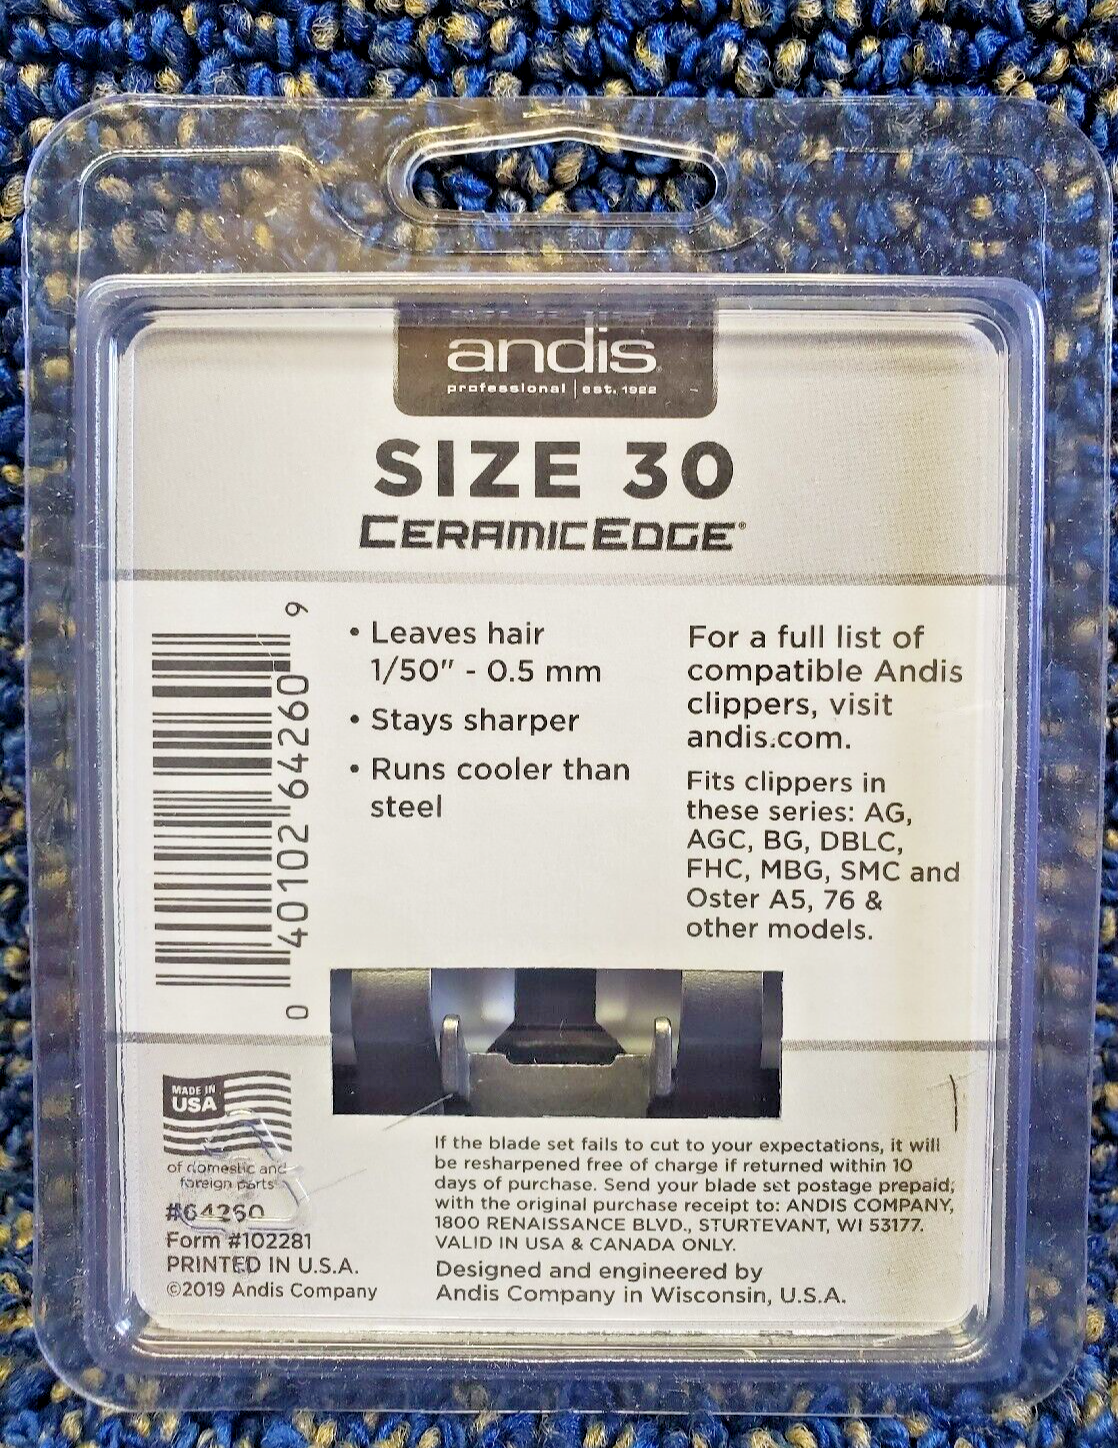 andis
professional | est. 1922
SIZE 30
CERAMICEDGE®
• Leaves hair
1/50" - 0.5 mm
• Stays sharper
• Runs cooler than
steel
For a full list of
compatible Andis
clippers, visit
andis.com.
Fits clippers in
these series: AG,
AGC, BG, DBLC,
FHC, MBG, SMC and
Oster A5, 76 &
other models.
0 40102 64260 9
MADE IN
USA
of domestic and
foreign parts
#64260
Form #102281
PRINTED IN U.S.A.
©2019 Andis Company
If the blade set fails to cut to your expectations, it will
be resharpened free of charge if returned within 10
days of purchase. Send your blade set postage prepaid,
with the original purchase receipt to: ANDIS COMPANY,
1800 RENAISSANCE BLVD., STURTEVANT, WI 53177.
VALID IN USA & CANADA ONLY.
Designed and engineered by
Andis Company in Wisconsin, U.S.A.